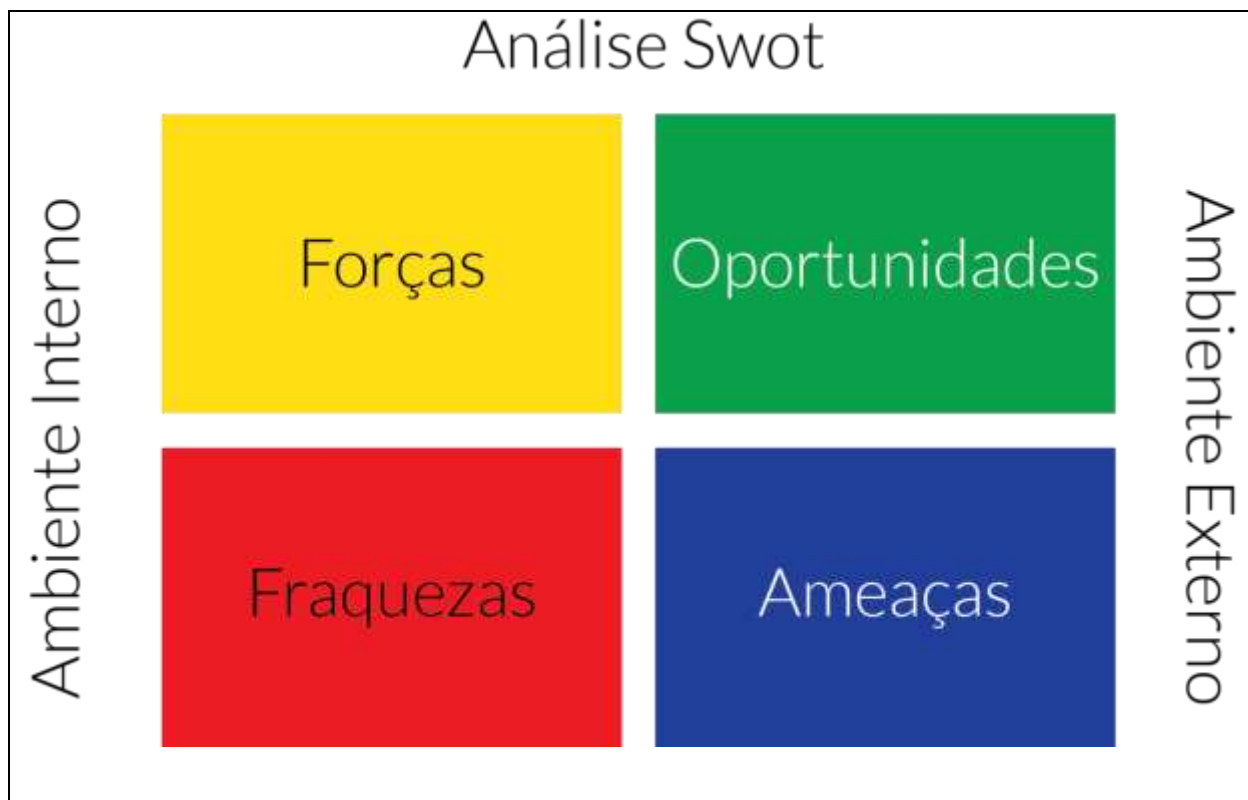 Análise Swot
Ambiente Interno
Forças
Oportunidades
Fraquezas
Ameaças
Ambiente Externo